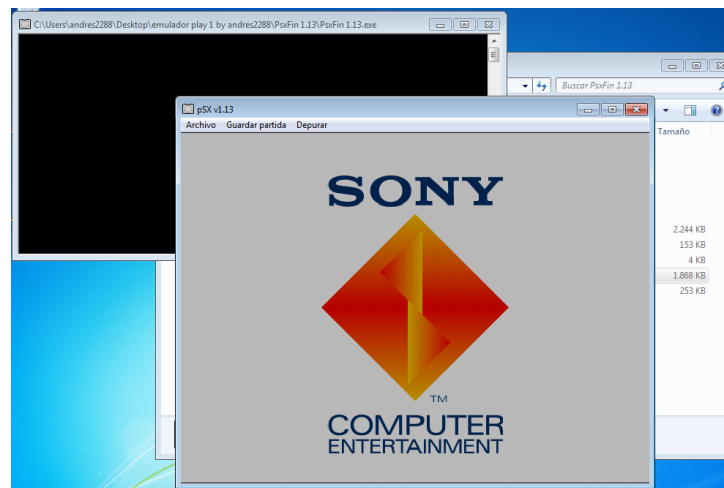 C:\Users\andres2288\Desktop\emulador play 1 by andres2288\PsxFin 1.13\PsxFin 1.13.exe
Buscar PsxFin 1.13
pSX v1.13
Archivo Guardar partida Depurar
Tamaño
SONY
2.244 KB
153 KB
4 KB
1.868 KB
253 KB
TM
COMPUTER
ENTERTAINMENT